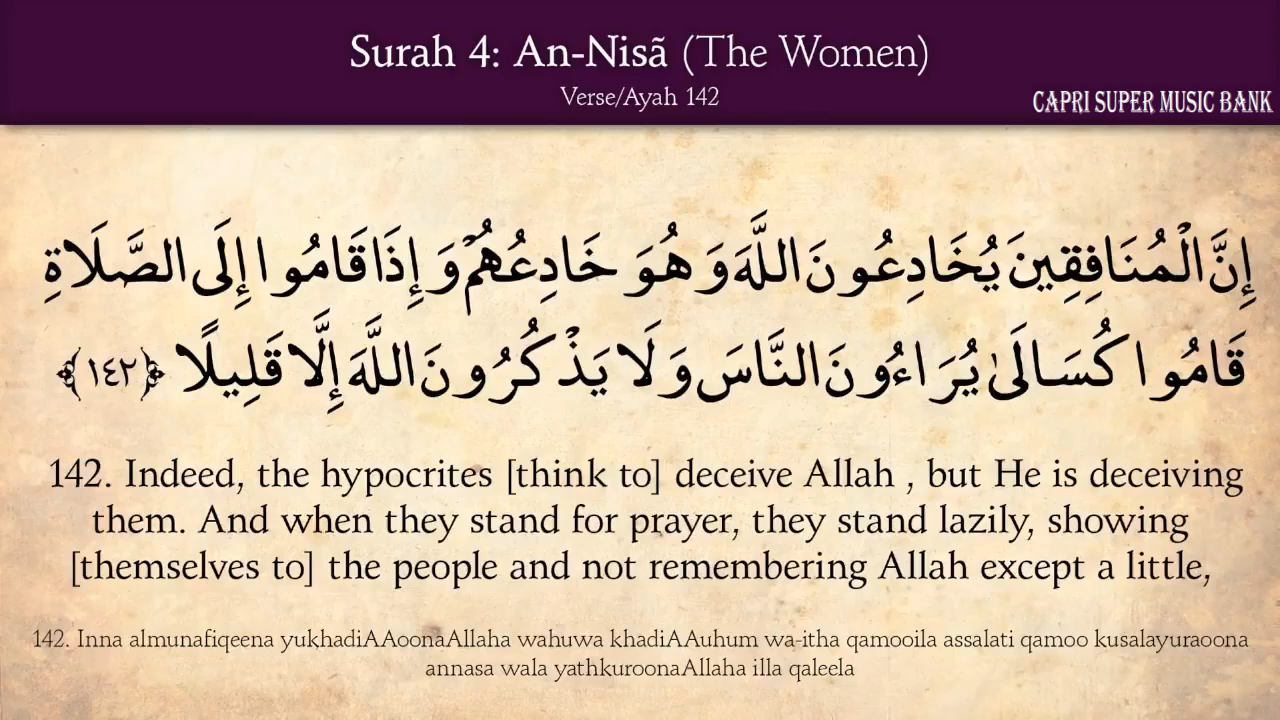 Surah 4: An-Nisã (The Women)
Verse/Ayah 142
CAPRI SUPER MUSIC BANK
إِنَّ الْمُنَافِقِينَ يُخَادِعُونَ اللَّهَ وَهُوَ خَادِعُهُمْ وَإِذَا قَامُوا إِلَى الصَّلَاةِ
قَامُوا كُسَالَىٰ يُرَاءُونَ النَّاسَ وَلَا يَذْكُرُونَ اللَّهَ إِلَّا قَلِيلًا ﴿١٤٢﴾
142. Indeed, the hypocrites [think to] deceive Allah , but He is deceiving
them. And when they stand for prayer, they stand lazily, showing
[themselves to] the people and not remembering Allah except a little,
142. Inna almunafiqeena yukhadiAAoonaAllaha wahuwa khadiAAuhum wa-itha qamooila assalati qamoo kusalayuraoona
annasa wala yathkuroonaAllaha illa qaleela